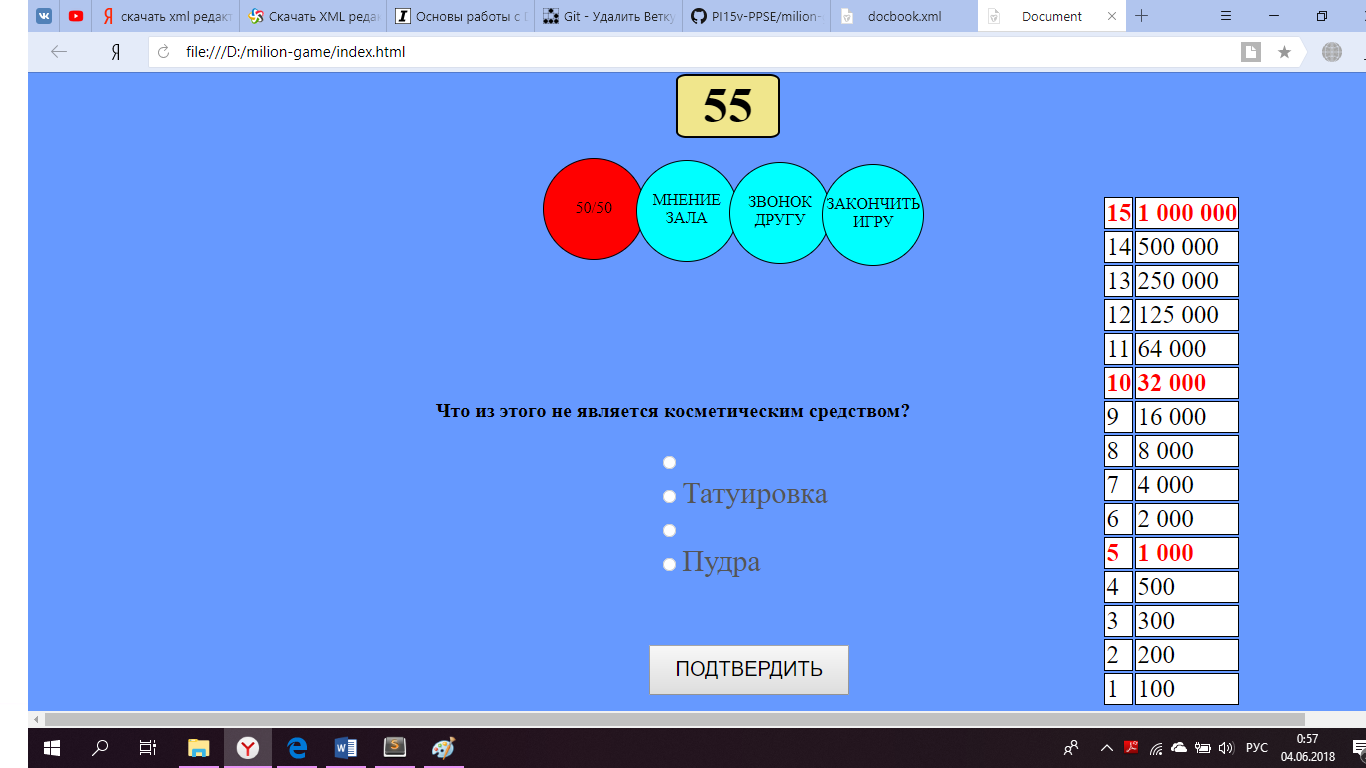 скачать xml редакт
Скачать XML редак
Основы работы с D
Git - Удалить Ветку
PI15v-PPSE/milion-
docbook.xml
Document
file:///D:/milion-game/index.html
55
50/50
МНЕНИЕ
ЗАЛА
ЗВОНОК
ДРУГУ
ЗАКОНЧИТЬ
ИГРУ
15 1 000 000
14 500 000
13 250 000
12 125 000
11 64 000
10 32 000
9 16 000
8 8 000
7 4 000
6 2 000
5 1 000
4 500
3 300
2 200
1 100
Что из этого не является косметическим средством?
Татуировка
Пудра
ПОДТВЕРДИТЬ
РУС
0:57
04.06.2018